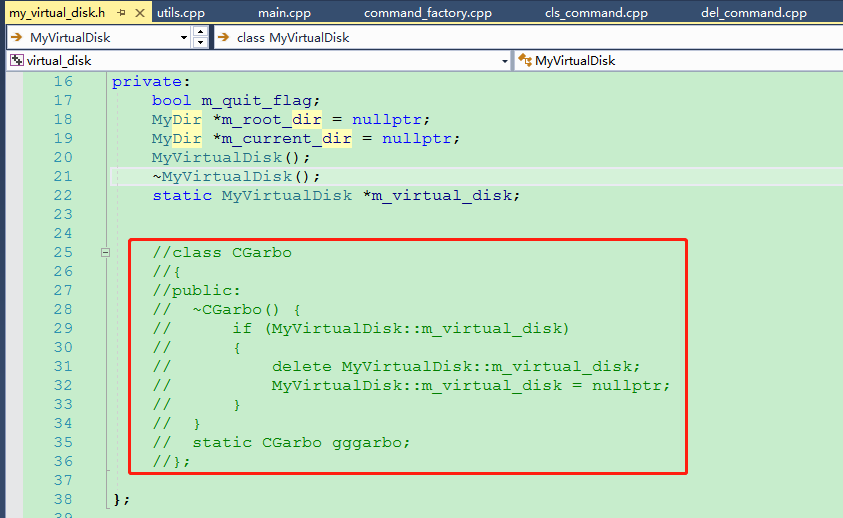 my_virtual_disk.h utils.cpp main.cpp command_factory.cpp cls_command.cpp del_command.cpp
MyVirtualDisk class MyVirtualDisk
virtual_disk MyVirtualDisk
16 private:
17 bool m_quit_flag;
18 MyDir *m_root_dir = nullptr;
19 MyDir *m_current_dir = nullptr;
20 MyVirtualDisk();
21 ~MyVirtualDisk();
22 static MyVirtualDisk *m_virtual_disk;
23
24
25 //class CGarbo
26 //{
27 //public:
28 // ~CGarbo() {
29 // if (MyVirtualDisk::m_virtual_disk)
30 // {
31 // delete MyVirtualDisk::m_virtual_disk;
32 // MyVirtualDisk::m_virtual_disk = nullptr;
33 // }
34 // }
35 // static CGarbo gggarbo;
36 //};
37
38 };
39